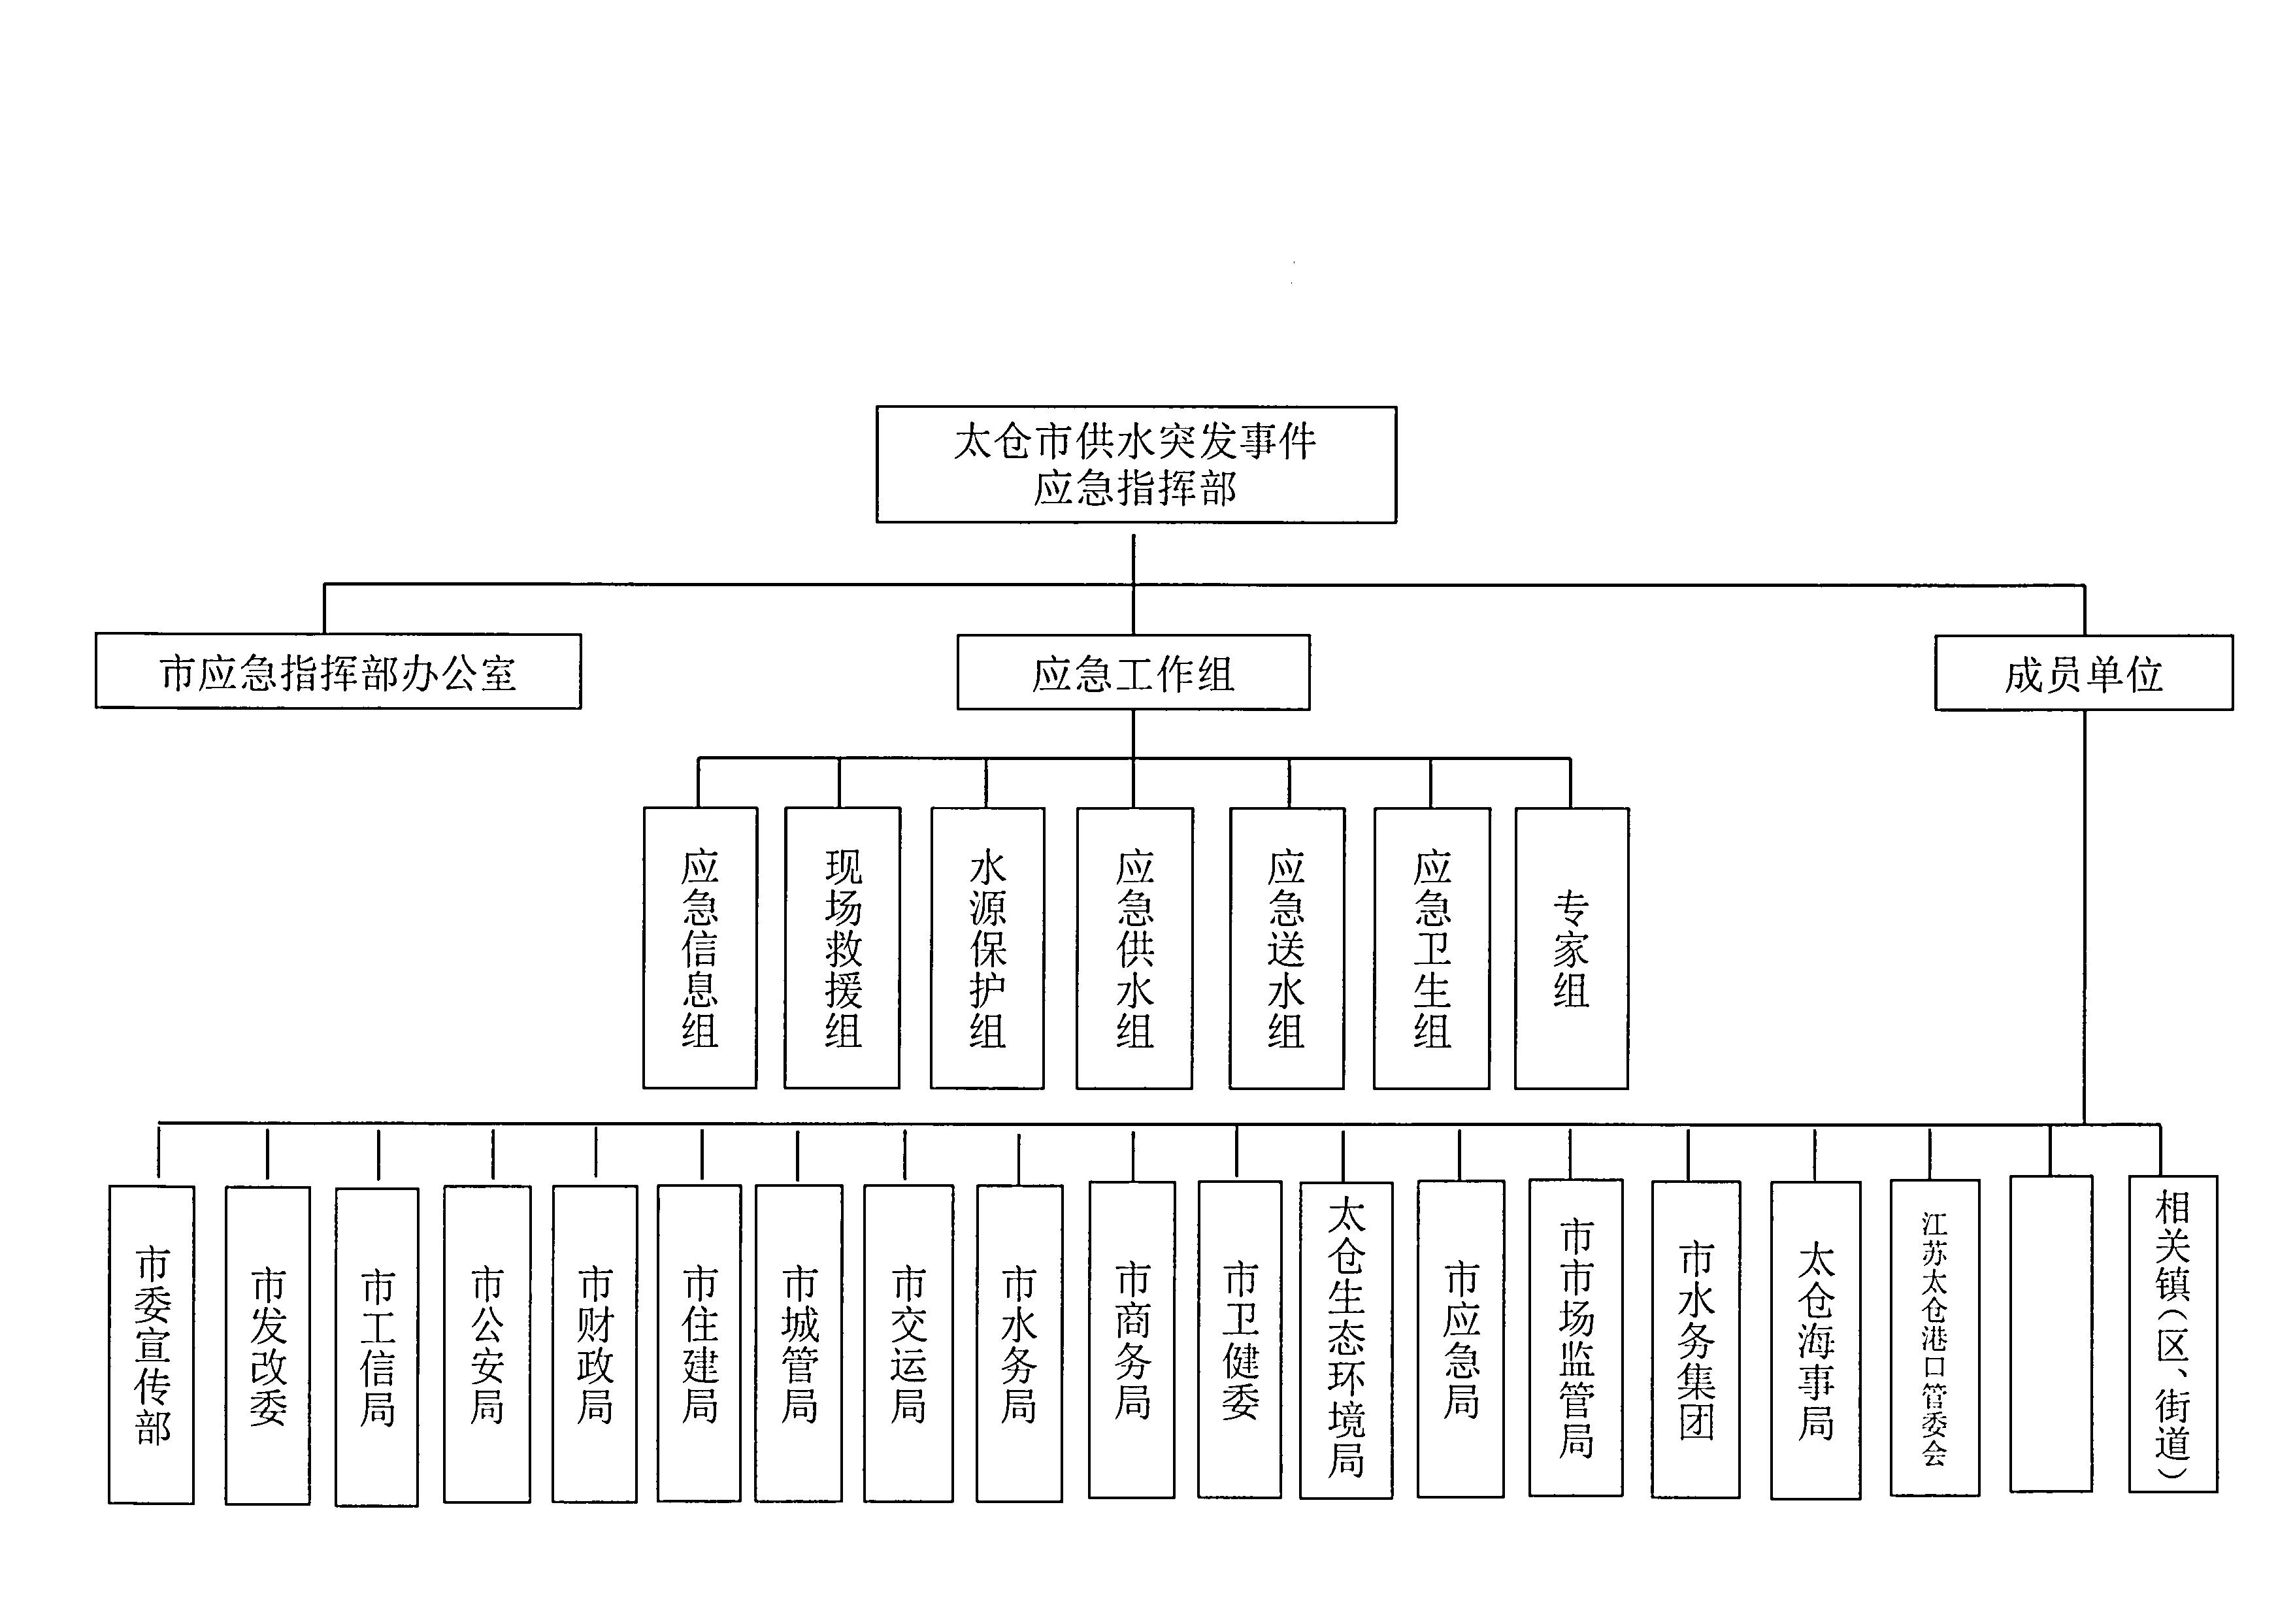 太仓市供水突发事件
应急指挥部
市应急指挥部办公室
应急工作组
成员单位
应急信息组
现场救援组
水源保护组
应急供水组
应急送水组
应急卫生组
专家组
市委宣传部
市发改委
市工信局
市公安局
市财政局
市住建局
市城管局
市交运局
市水务局
市商务局
市卫健委
太仓生态环境局
市应急局
市市场监管局
市水务集团
太仓海事局
江苏太仓港口管委会
相关镇（区、街道）